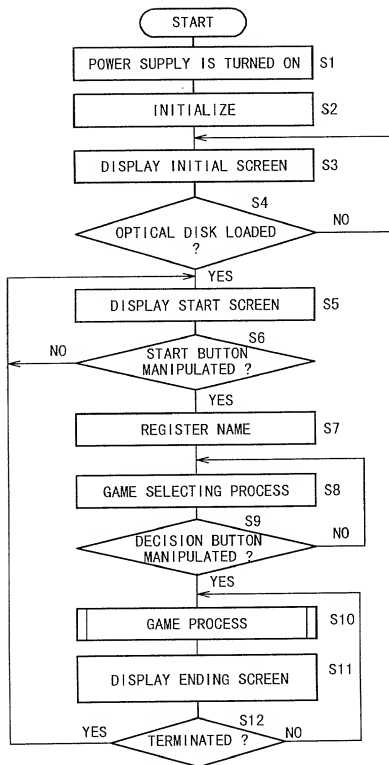 START
POWER SUPPLY IS TURNED ON S1
INITIALIZE S2
DISPLAY INITIAL SCREEN S3
S4
OPTICAL DISK LOADED
?
NO
YES
DISPLAY START SCREEN S5
S6
NO
START BUTTON
MANIPULATED ?
YES
REGISTER NAME S7
GAME SELECTING PROCESS S8
S9
DECISION BUTTON
MANIPULATED ?
NO
YES
GAME PROCESS S10
DISPLAY ENDING SCREEN S11
S12
YES
TERMINATED ?
NO